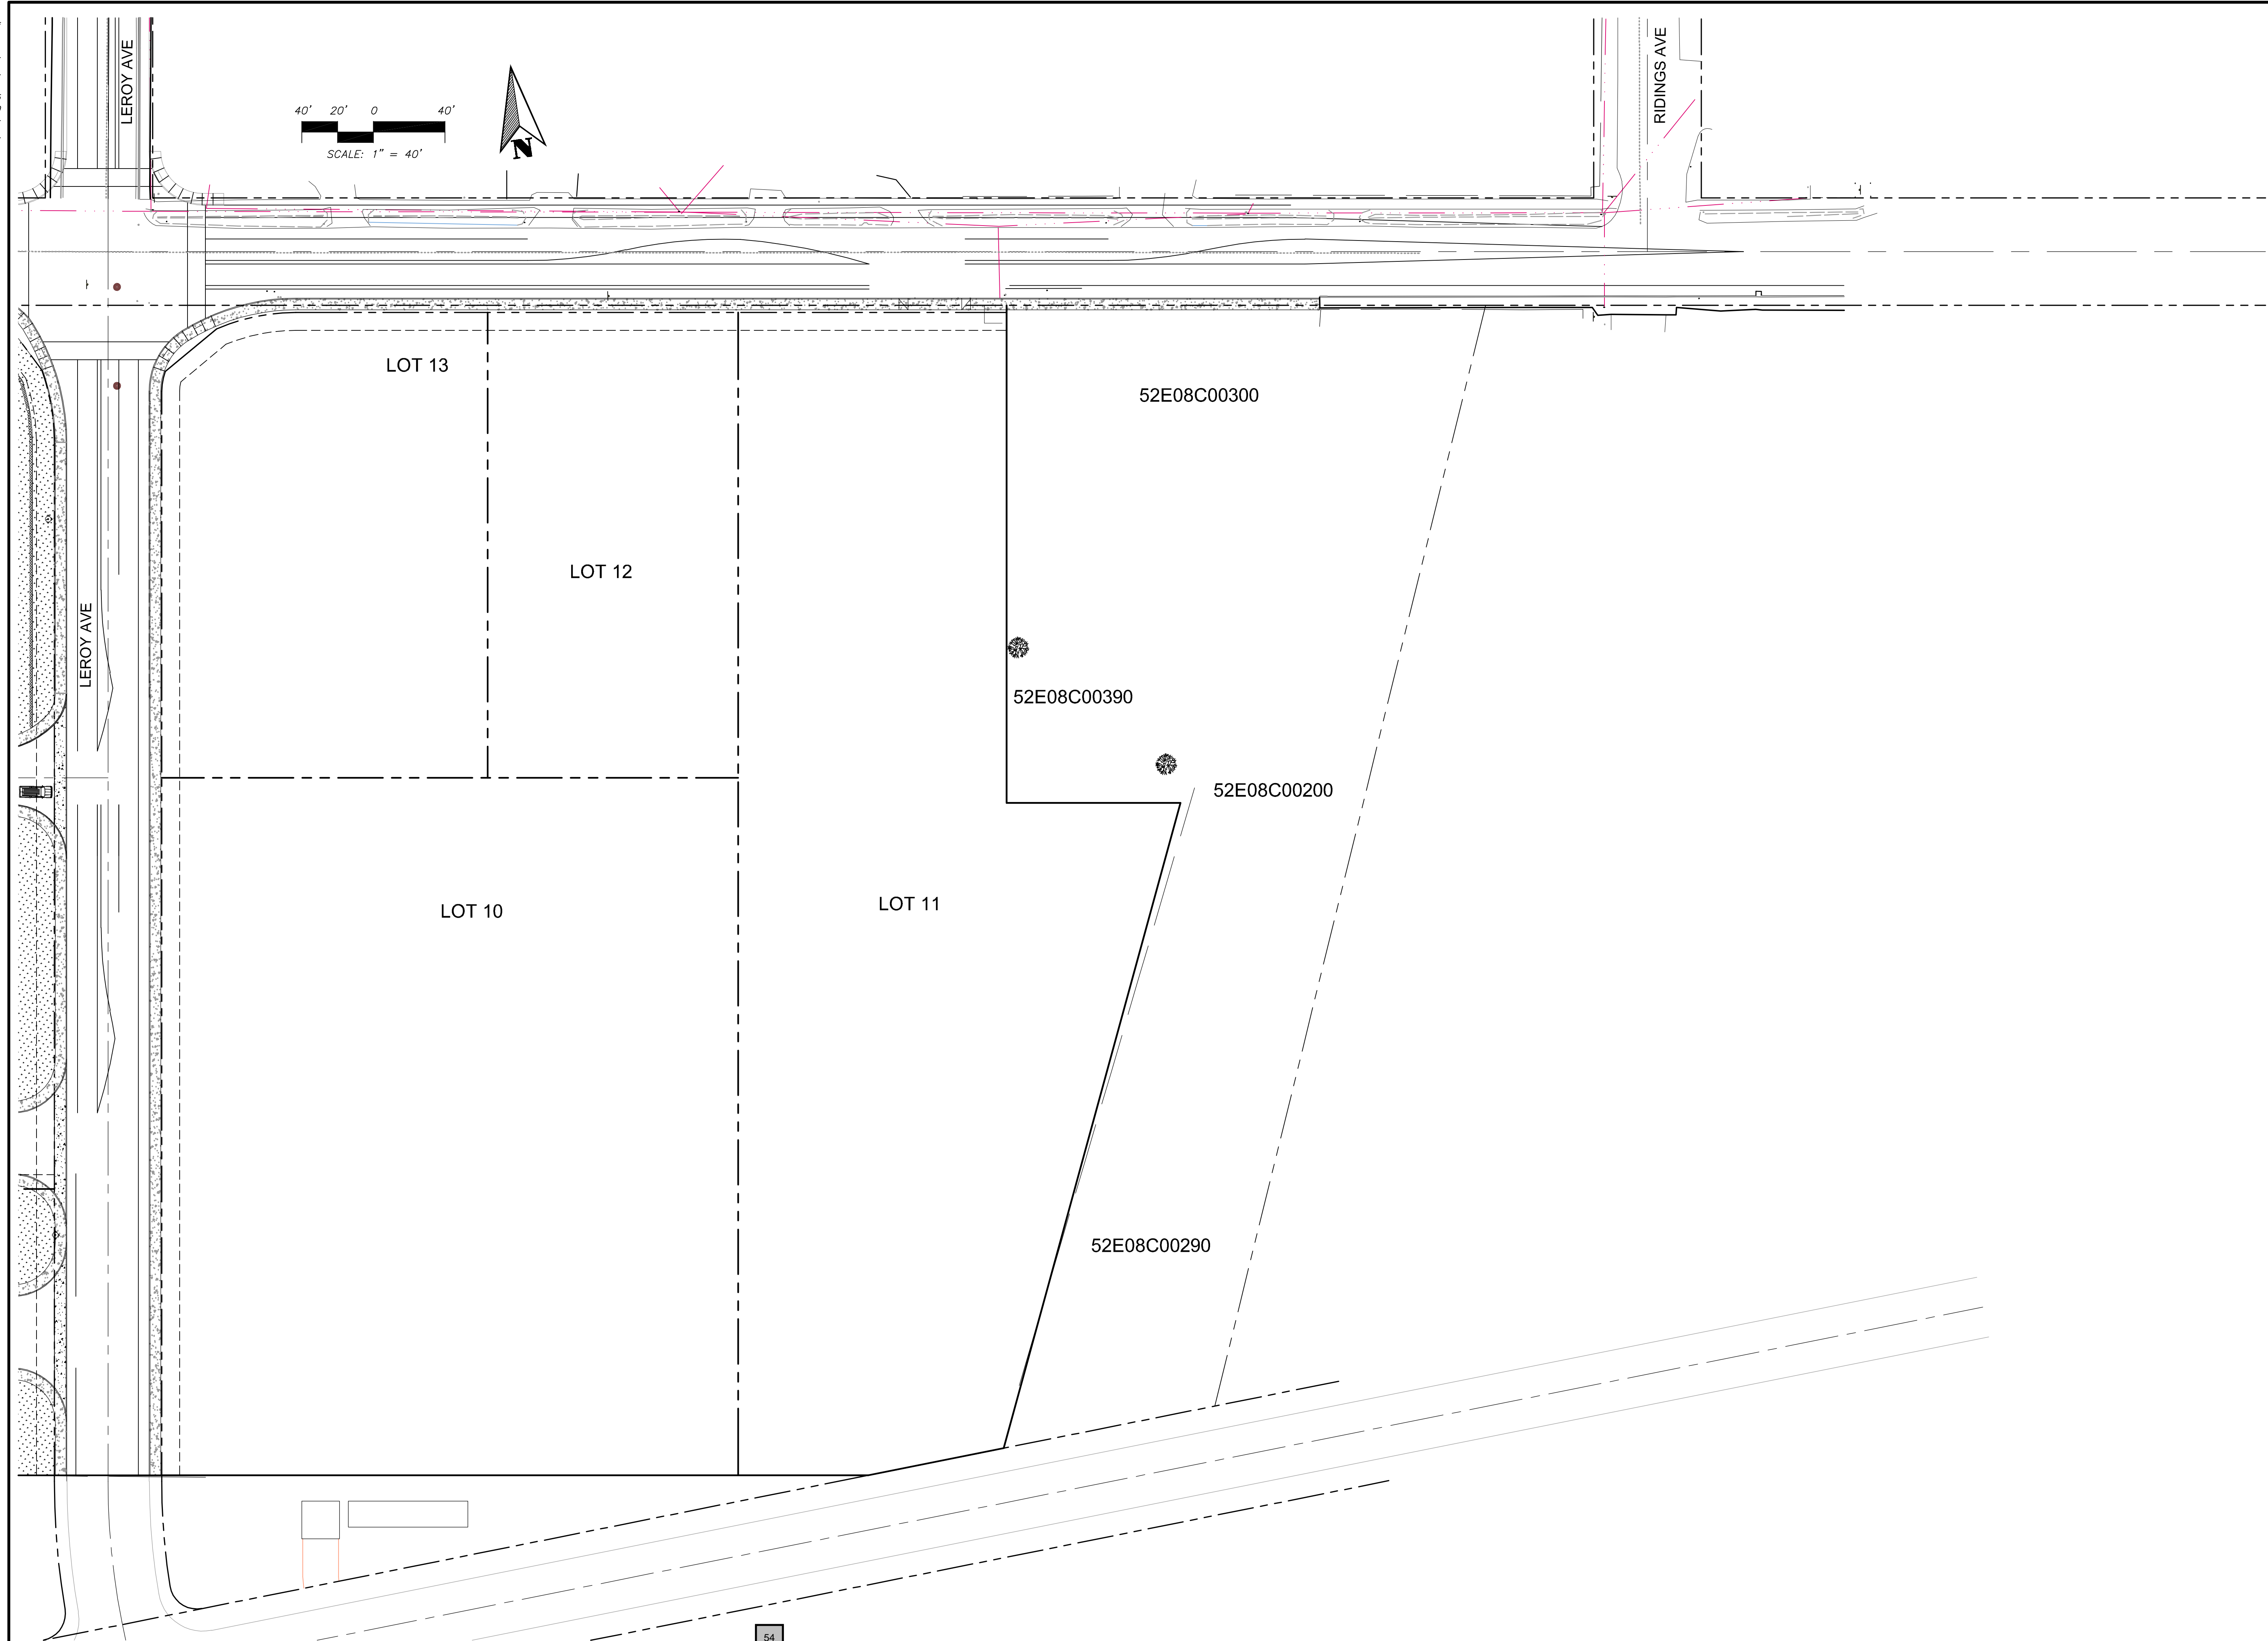 LEROY AVE
RIDINGS AVE
40' 20' 0 40'
SCALE: 1" = 40'
N
LOT 13
52E08C00300
LOT 12
LEROY AVE
52E08C00390
52E08C00200
LOT 10
LOT 11
52E08C00290
54